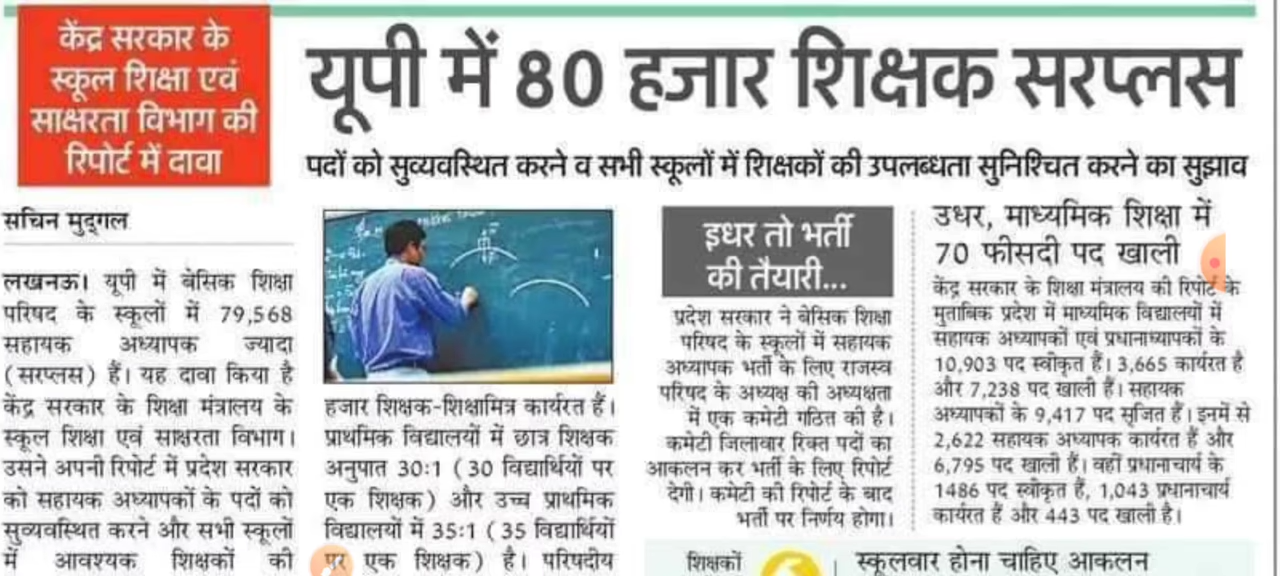 केंद्र सरकार के
स्कूल शिक्षा एवं
साक्षरता विभाग की
रिपोर्ट में दावा
यूपी में 80 हजार शिक्षक सरप्लस
पदों को सुव्यवस्थित करने व सभी स्कूलों में शिक्षकों की उपलब्धता सुनिश्चित करने का सुझाव
सचिन मुद्गल
लखनऊ। यूपी में बेसिक शिक्षा
परिषद के स्कूलों में 79,568
सहायक अध्यापक ज्यादा
(सरप्लस) हैं। यह दावा किया है
केंद्र सरकार के शिक्षा मंत्रालय के
स्कूल शिक्षा एवं साक्षरता विभाग।
उसने अपनी रिपोर्ट में प्रदेश सरकार
को सहायक अध्यापकों के पदों को
सुव्यवस्थित करने और सभी स्कूलों
में आवश्यक शिक्षकों की
हजार शिक्षक-शिक्षामित्र कार्यरत हैं।
प्राथमिक विद्यालयों में छात्र शिक्षक
अनुपात 30:1 (30 विद्यार्थियों पर
एक शिक्षक) और उच्च प्राथमिक
विद्यालयों में 35:1 (35 विद्यार्थियों
पर एक शिक्षक) है। परिषदीय
इधर तो भर्ती
की तैयारी...
प्रदेश सरकार ने बेसिक शिक्षा
परिषद के स्कूलों में सहायक
अध्यापक भर्ती के लिए राजस्व
परिषद के अध्यक्ष की अध्यक्षता
में एक कमेटी गठित की है।
कमेटी जिलावार रिक्त पदों का
आकलन कर भर्ती के लिए रिपोर्ट
देगी। कमेटी की रिपोर्ट के बाद
भर्ती पर निर्णय होगा।
उधर, माध्यमिक शिक्षा में
70 फीसदी पद खाली
केंद्र सरकार के शिक्षा मंत्रालय की रिपोर्ट के
मुताबिक प्रदेश में माध्यमिक विद्यालयों में
सहायक अध्यापकों एवं प्रधानाध्यापकों के
10,903 पद स्वीकृत हैं। 3,665 कार्यरत है
और 7,238 पद खाली हैं। सहायक
अध्यापकों के 9,417 पद सृजित हैं। इनमें से
2,622 सहायक अध्यापक कार्यरत हैं और
6,795 पद खाली हैं। वहीं प्रधानाचार्य के
1486 पद स्वीकृत हैं, 1,043 प्रधानाचार्य
कार्यरत हैं और 443 पद खाली है।
शिक्षकों
स्कूलवार होना चाहिए आकलन